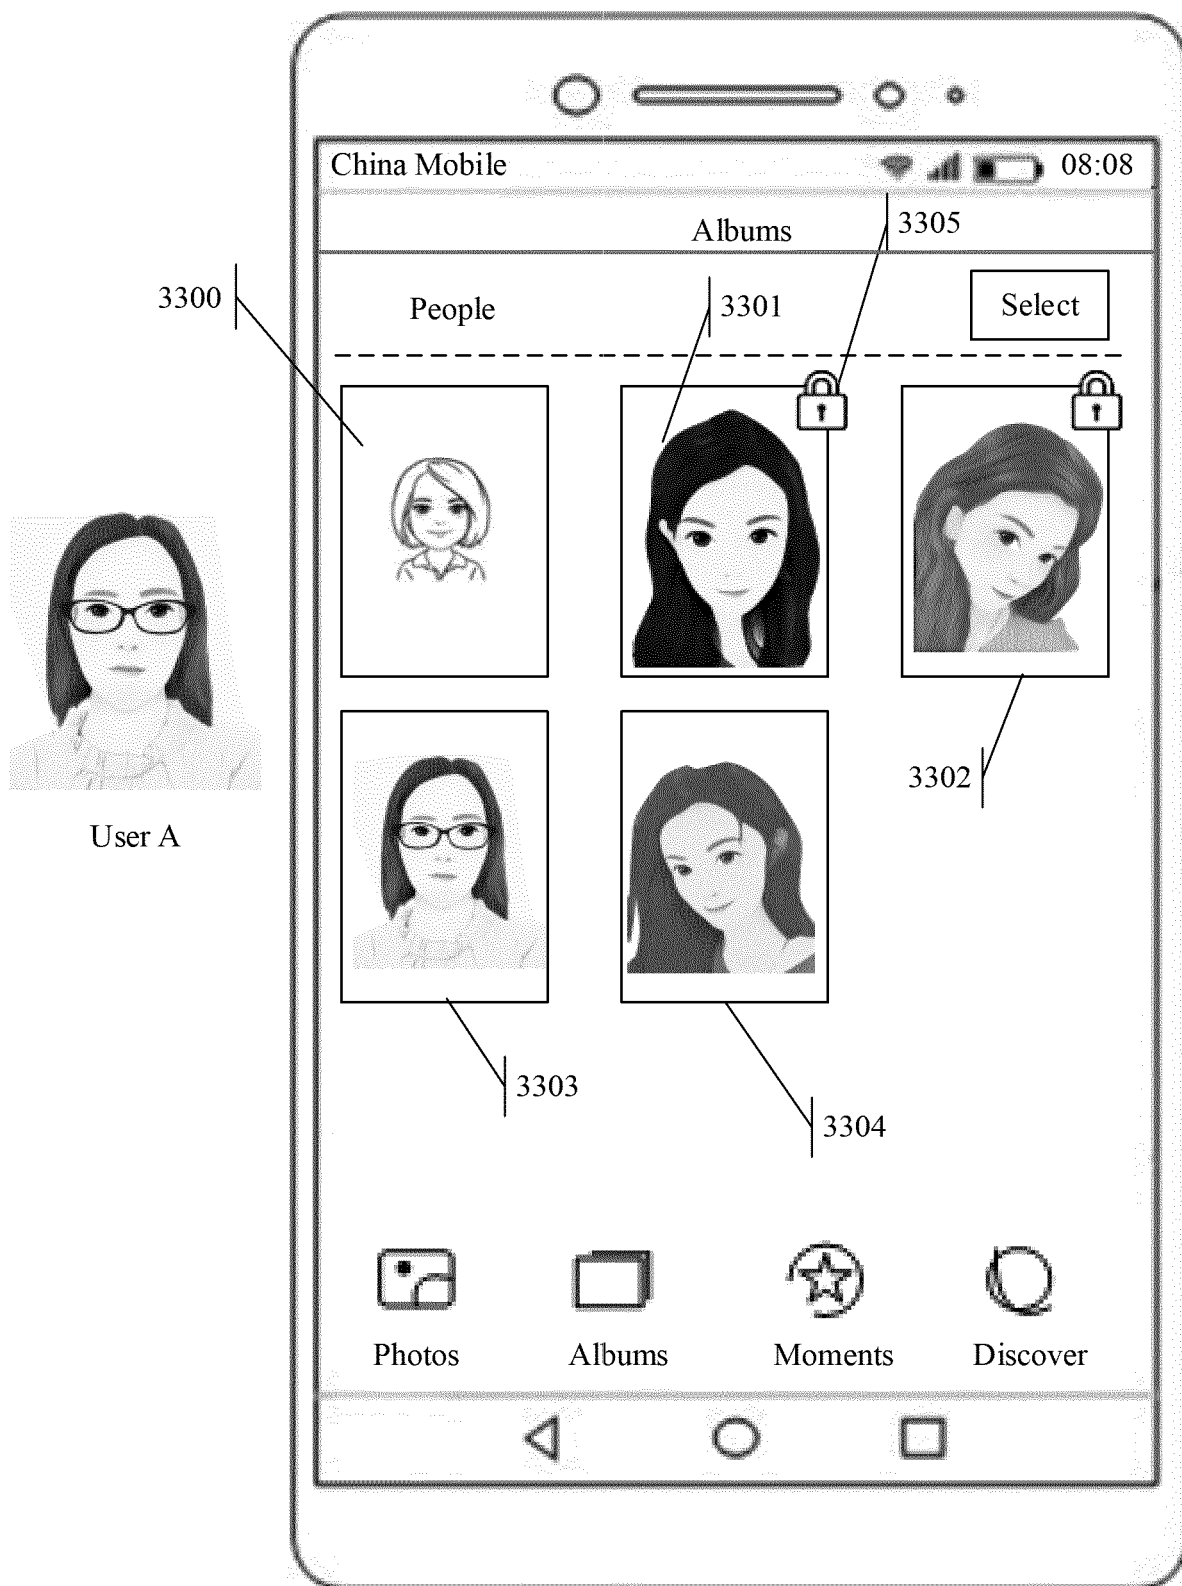 China Mobile 08:08
Albums 3305
3300 People 3301 Select
3302
User A
3303
3304
Photos Albums Moments Discover